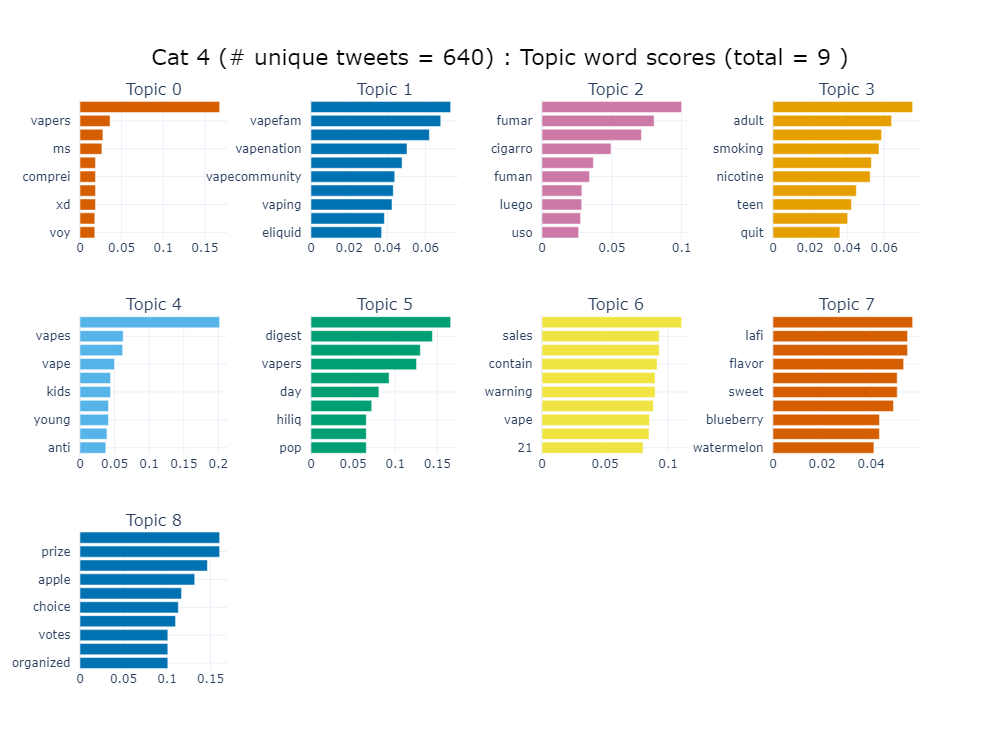 Cat 4 (# unique tweets = 640) : Topic word scores (total = 9 )
Topic 0
vapers
ms
comprei
xd
voy
0 0.05 0.1 0.15
Topic 1
vapefam
vapenation
vapecommunity
vaping
eliquid
0 0.02 0.04 0.06
Topic 2
fumar
cigarro
fuman
luego
uso
0 0.05 0.1
Topic 3
adult
smoking
nicotine
teen
quit
0 0.02 0.04 0.06
Topic 4
vapes
vape
kids
young
anti
0 0.05 0.1 0.15 0.2
Topic 5
digest
vapers
day
hiliq
pop
0 0.05 0.1 0.15
Topic 6
sales
contain
warning
vape
21
0 0.05 0.1
Topic 7
lafi
flavor
sweet
blueberry
watermelon
0 0.02 0.04
Topic 8
prize
apple
choice
votes
organized
0 0.05 0.1 0.15